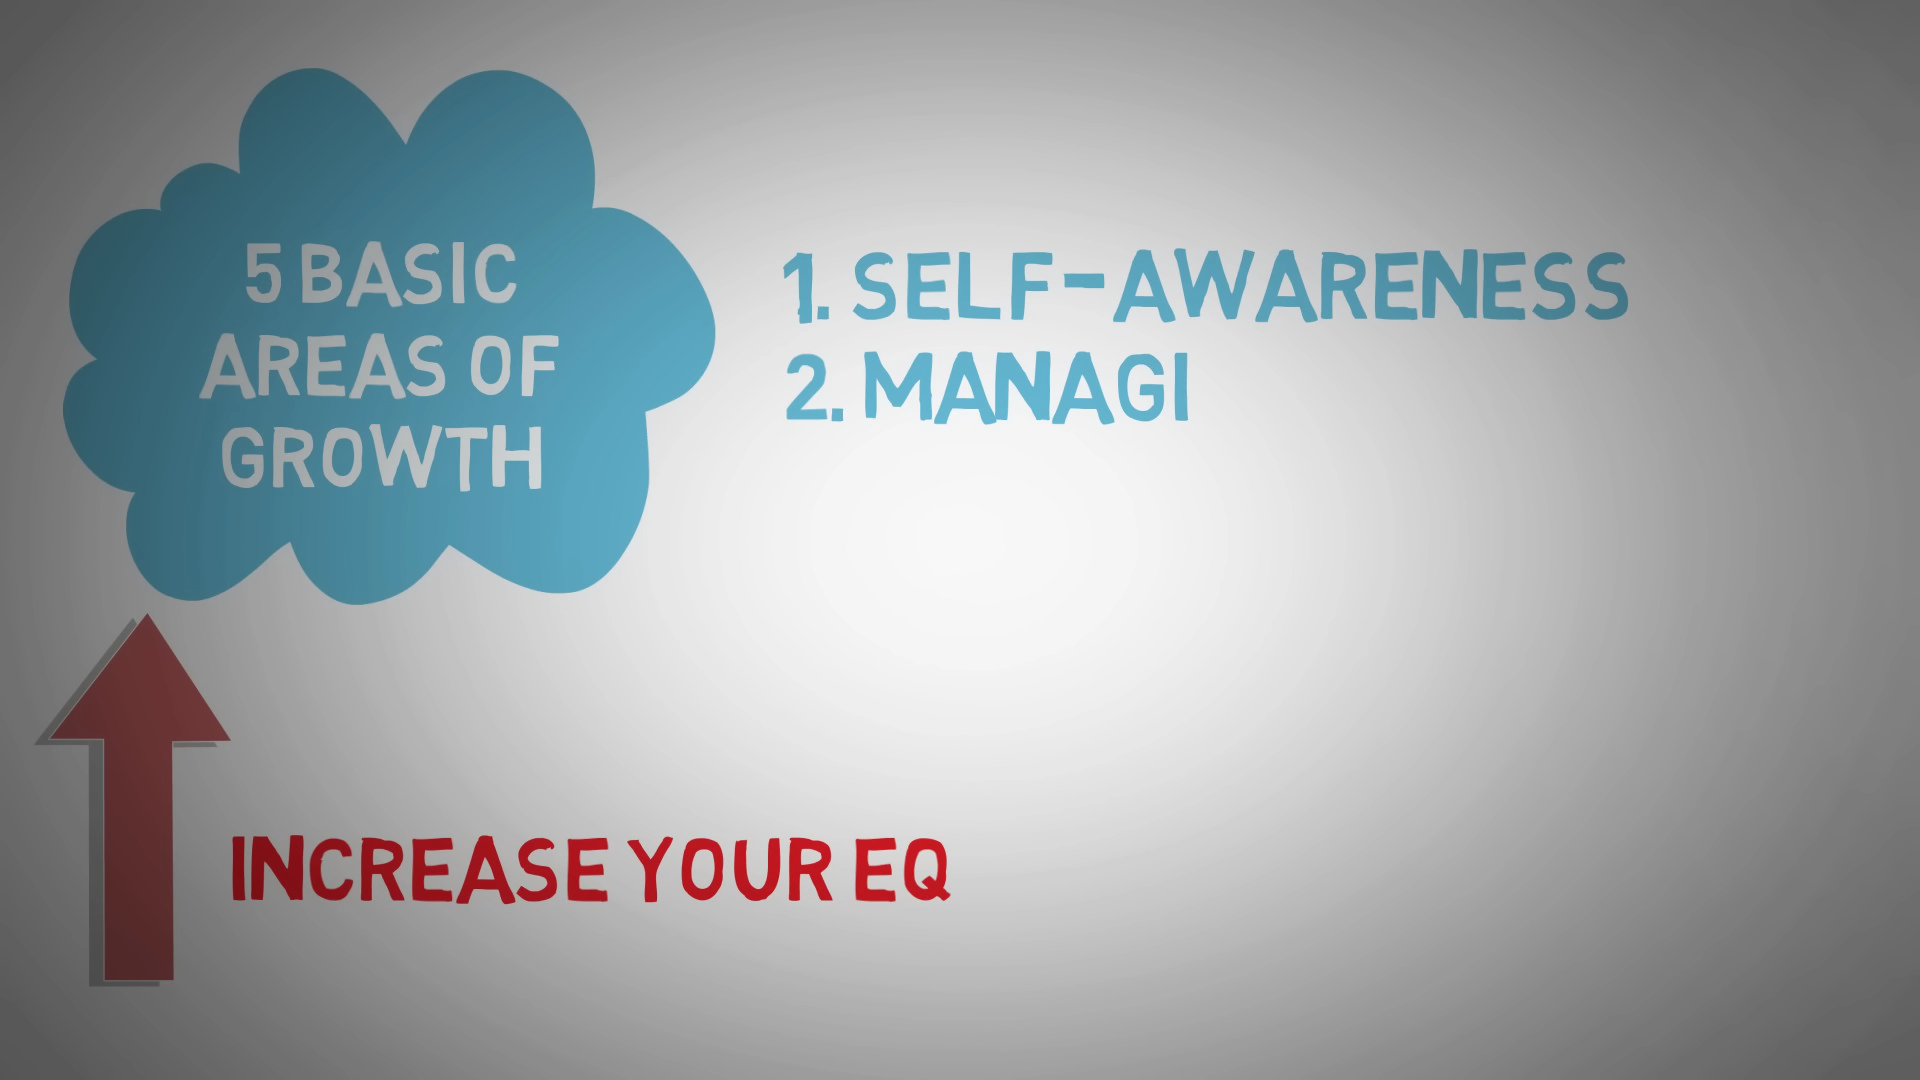 5 BASIC
AREAS OF
GROWTH
1. SELF-AWARENESS
2. MANAGI
INCREASE YOUR EQ